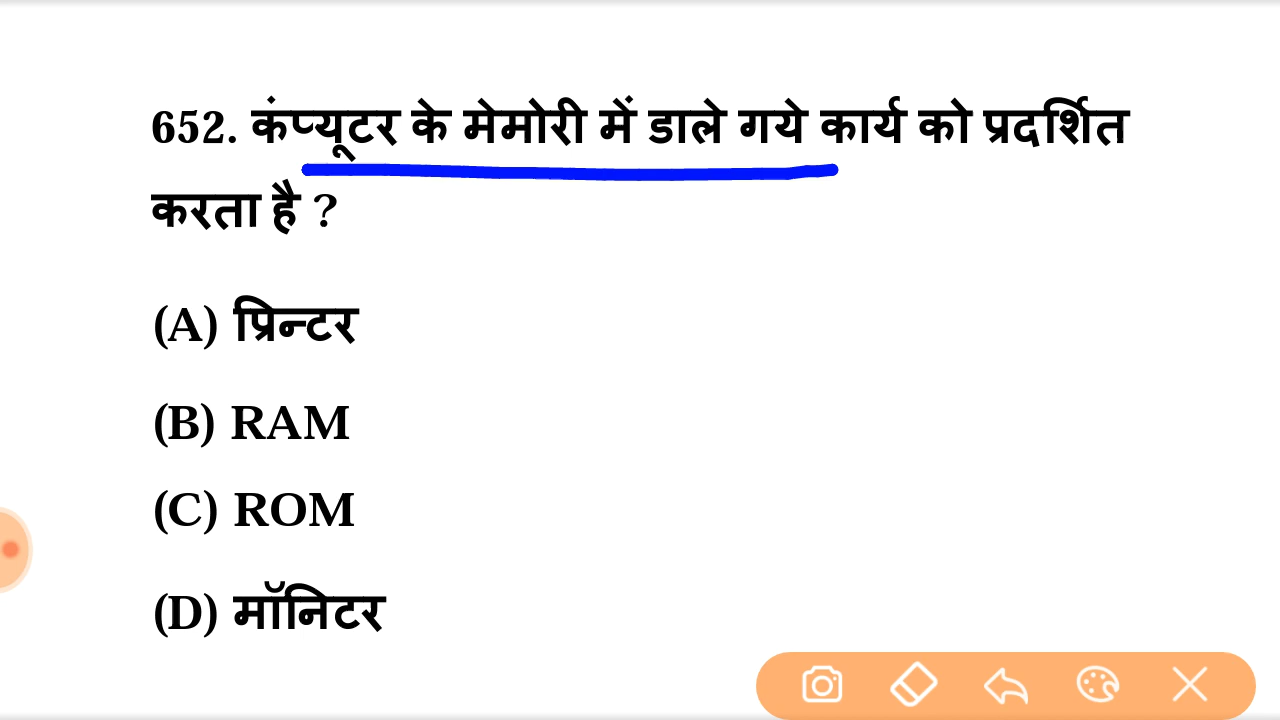 652. कंप्यूटर के मेमोरी में डाले गये कार्य को प्रदर्शित
करता है ?
(A) प्रिन्टर
(B) RAM
(C) ROM
(D) मॉनिटर